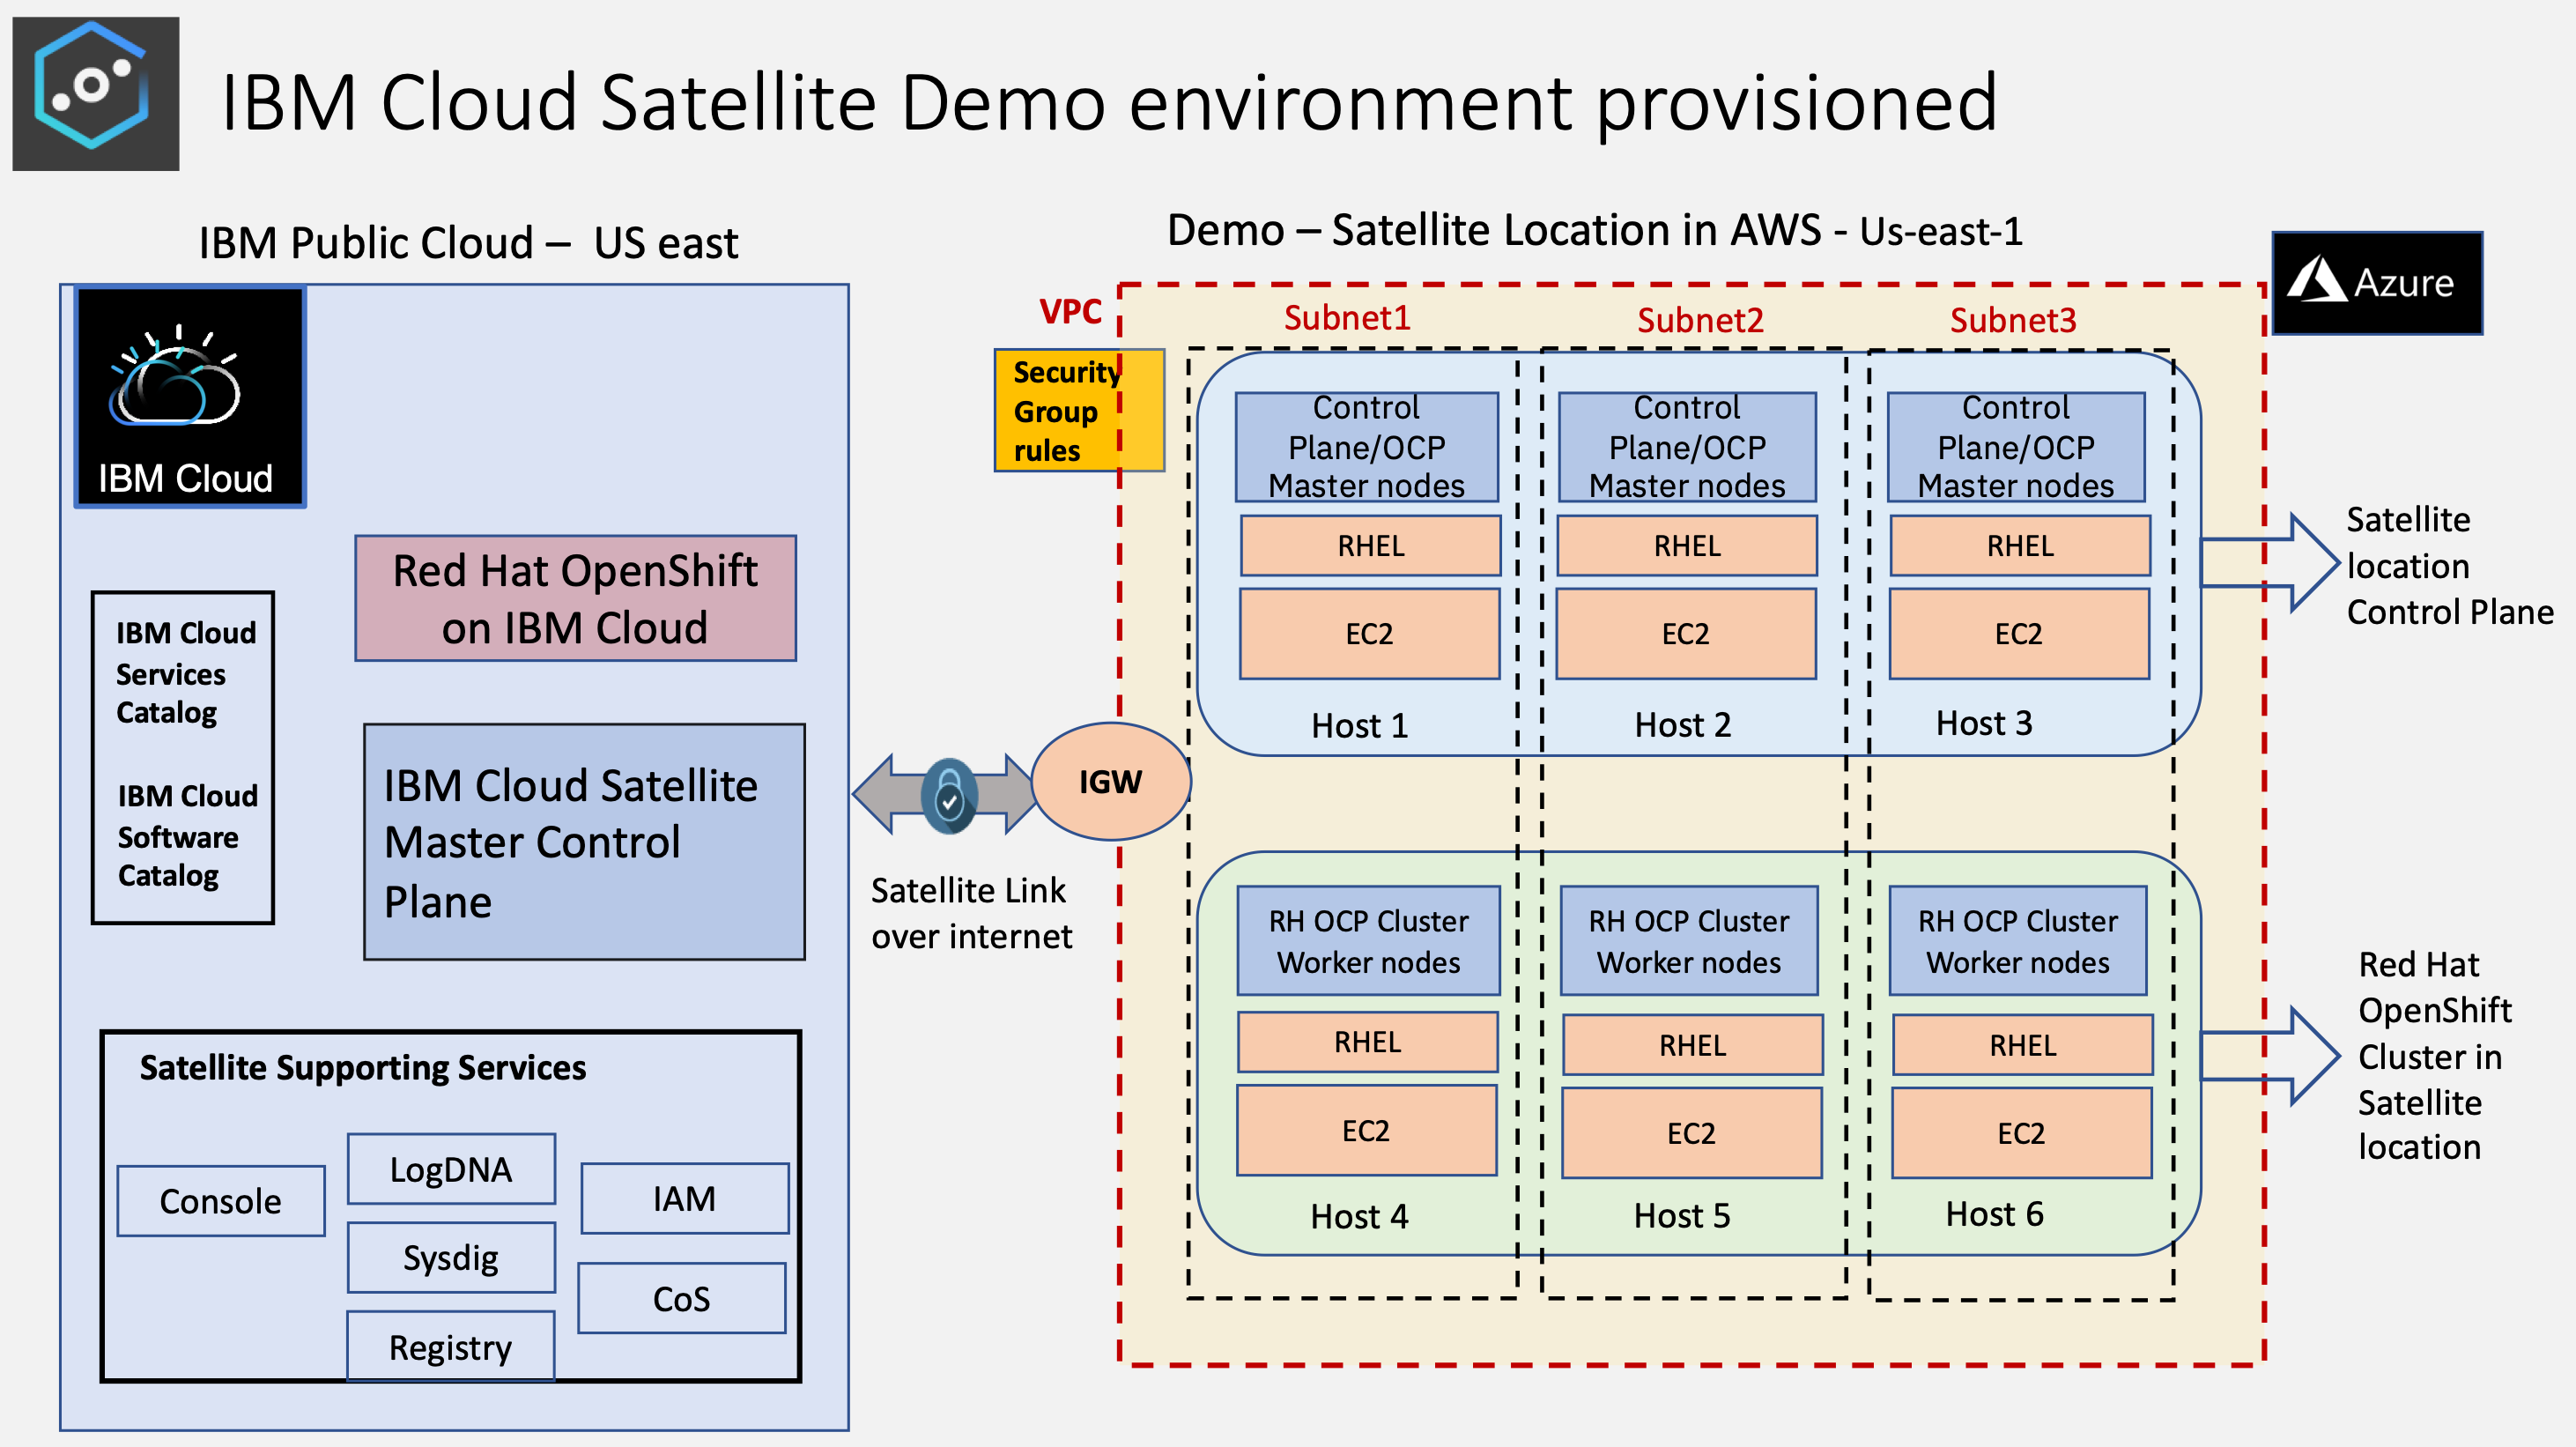 IBM Cloud Satellite Demo environment provisioned
IBM Public Cloud – US east
IBM Cloud
Red Hat OpenShift
on IBM Cloud
IBM Cloud
Services
Catalog
IBM Cloud
Software
Catalog
IBM Cloud Satellite
Master Control
Plane
Satellite Supporting Services
Console
LogDNA
Sysdig
Registry
IAM
CoS
Satellite Link
over internet
IGW
Demo – Satellite Location in AWS - Us-east-1
Azure
VPC
Security
Group
rules
Subnet1
Subnet2
Subnet3
Control
Plane/OCP
Master nodes
RHEL
EC2
Host 1
Control
Plane/OCP
Master nodes
RHEL
EC2
Host 2
Control
Plane/OCP
Master nodes
RHEL
EC2
Host 3
Satellite
location
Control Plane
RH OCP Cluster
Worker nodes
RHEL
EC2
Host 4
RH OCP Cluster
Worker nodes
RHEL
EC2
Host 5
RH OCP Cluster
Worker nodes
RHEL
EC2
Host 6
Red Hat
OpenShift
Cluster in
Satellite
location